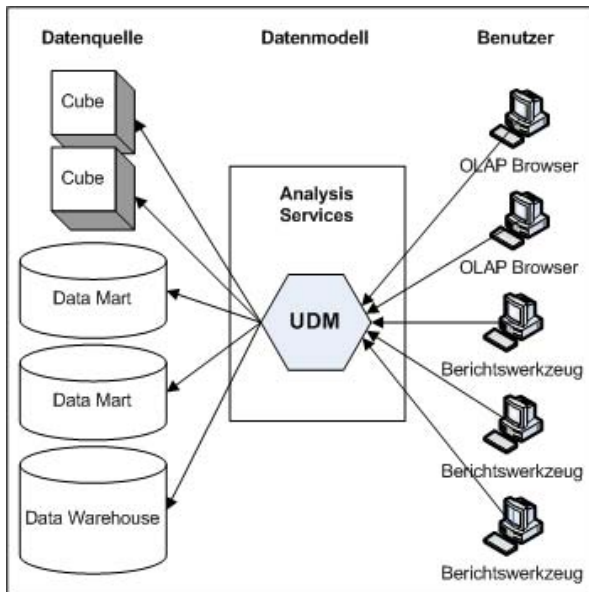 Datenquelle
Datenmodell
Benutzer
Cube
Cube
Data Mart
Data Mart
Data Warehouse
Analysis
Services
UDM
OLAP Browser
OLAP Browser
Berichtswerkzeug
Berichtswerkzeug
Berichtswerkzeug